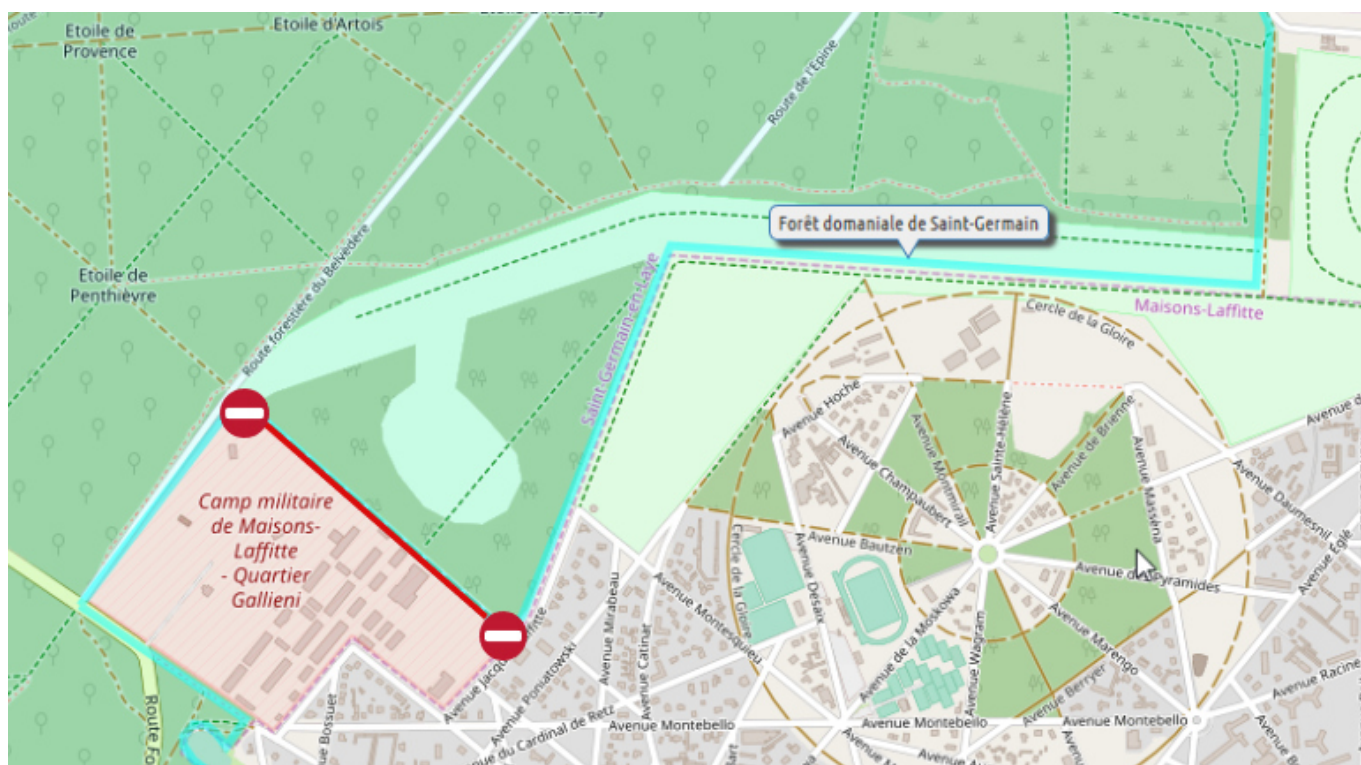 Etoile d'Artois
Etoile de
Provence
Route de l'Epine
Forêt domaniale de Saint-Germain
Etoile de
Penthièvre
Route forestière du Belvédère
Saint-Germain-en-Laye
Maisons-Laffitte
Cercle de la Gloire
Avenue Hoche
Avenue Sainte-Hélène
Avenue de Brienne
Avenue Montmirail
Avenue Champaubert
Avenue Masséna
Avenue Daumesnil
Avenue Eglé
Camp militaire
de Maisons-
Laffitte
- Quartier
Gallieni
Cercle de la Gloire
Avenue Bautzen
Avenue Desaix
Avenue des Pyramides
Avenue Mirabeau
Avenue Montesquieu
Avenue de la Moskowa
Avenue Wagram
Avenue Marengo
Avenue Catinat
Avenue Poniatowski
Avenue Berryer
Avenue Racine
Avenue Bossuet
Avenue du Cardinal de Retz
Avenue Montebello
Avenue Montebello
Avenue Montebello